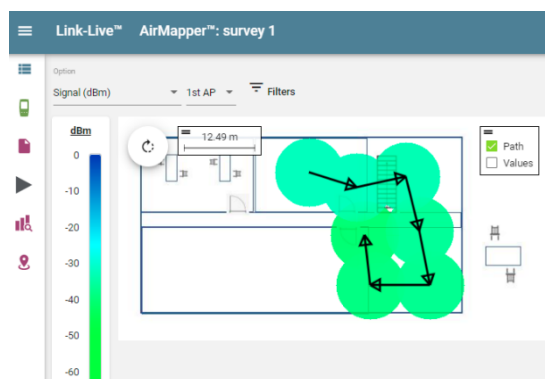 Link-Live™ AirMapper™: survey 1
Option
Signal (dBm)
1st AP
Filters
dBm
0
-10
-20
-30
-40
-50
-60
12.49 m
Path
Values